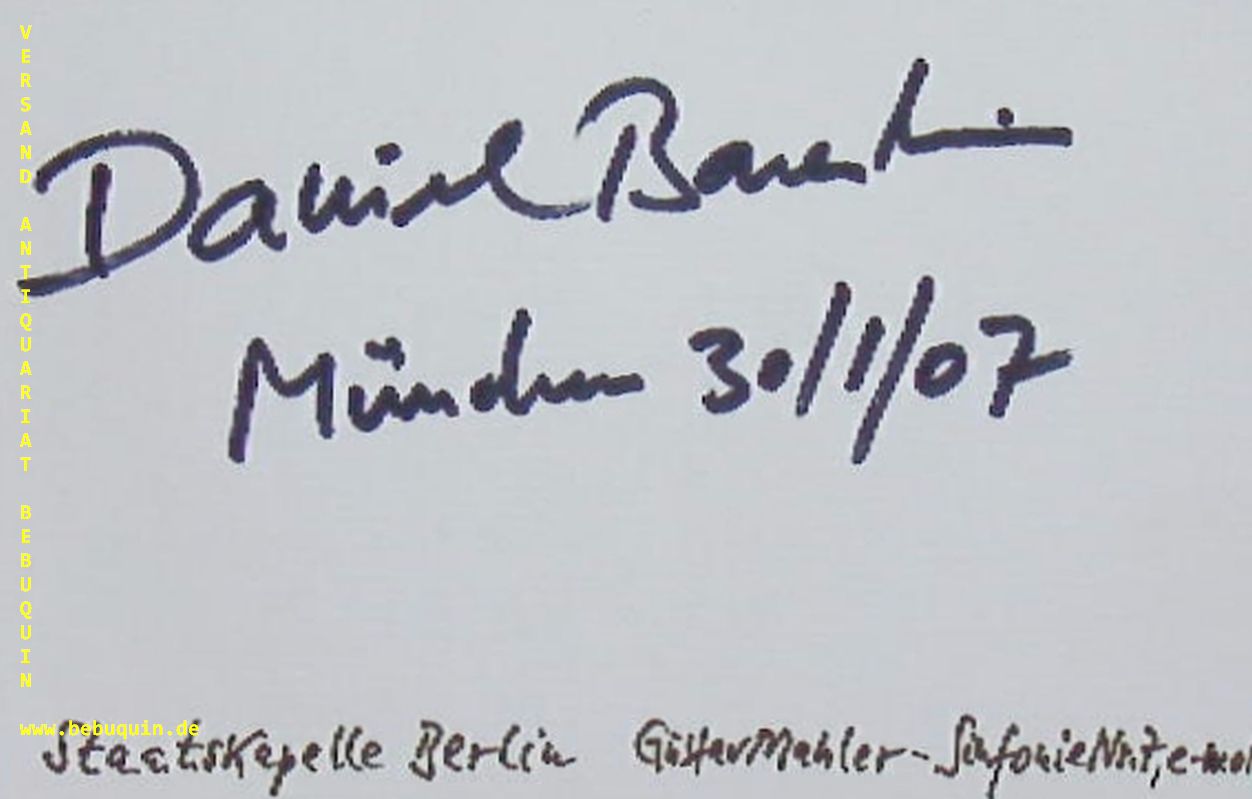 Daniel Barenboim
München 30/1/07
Staatskapelle Berlin Gustav Mahler - Sinfonie Nr. 7, e-mol
VERSAND ANTIQUARIAT BEBUQUIN
www.bebuquin.de